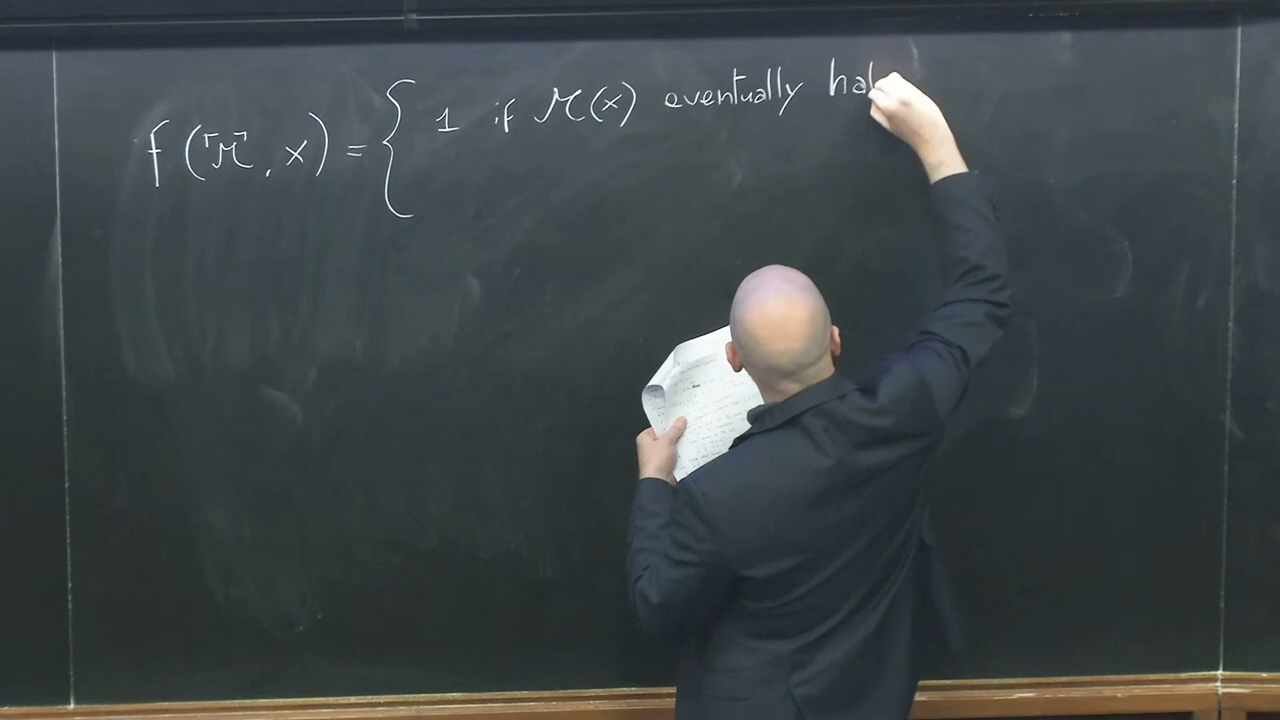 f(⌜M⌝, x) = { 1 if M(x) eventually hal